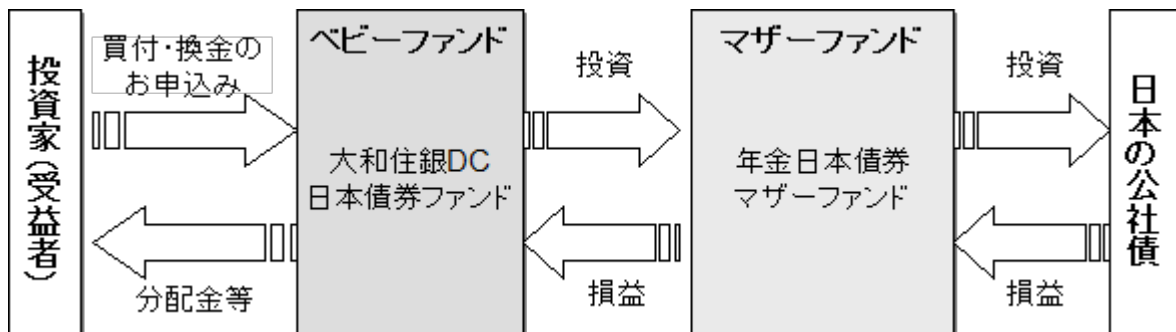 投資家（受益者）
買付・換金の
お申込み
分配金等
ベビーファンド
大和住銀DC
日本債券ファンド
投資
損益
マザーファンド
年金日本債券
マザーファンド
投資
損益
日本の公社債